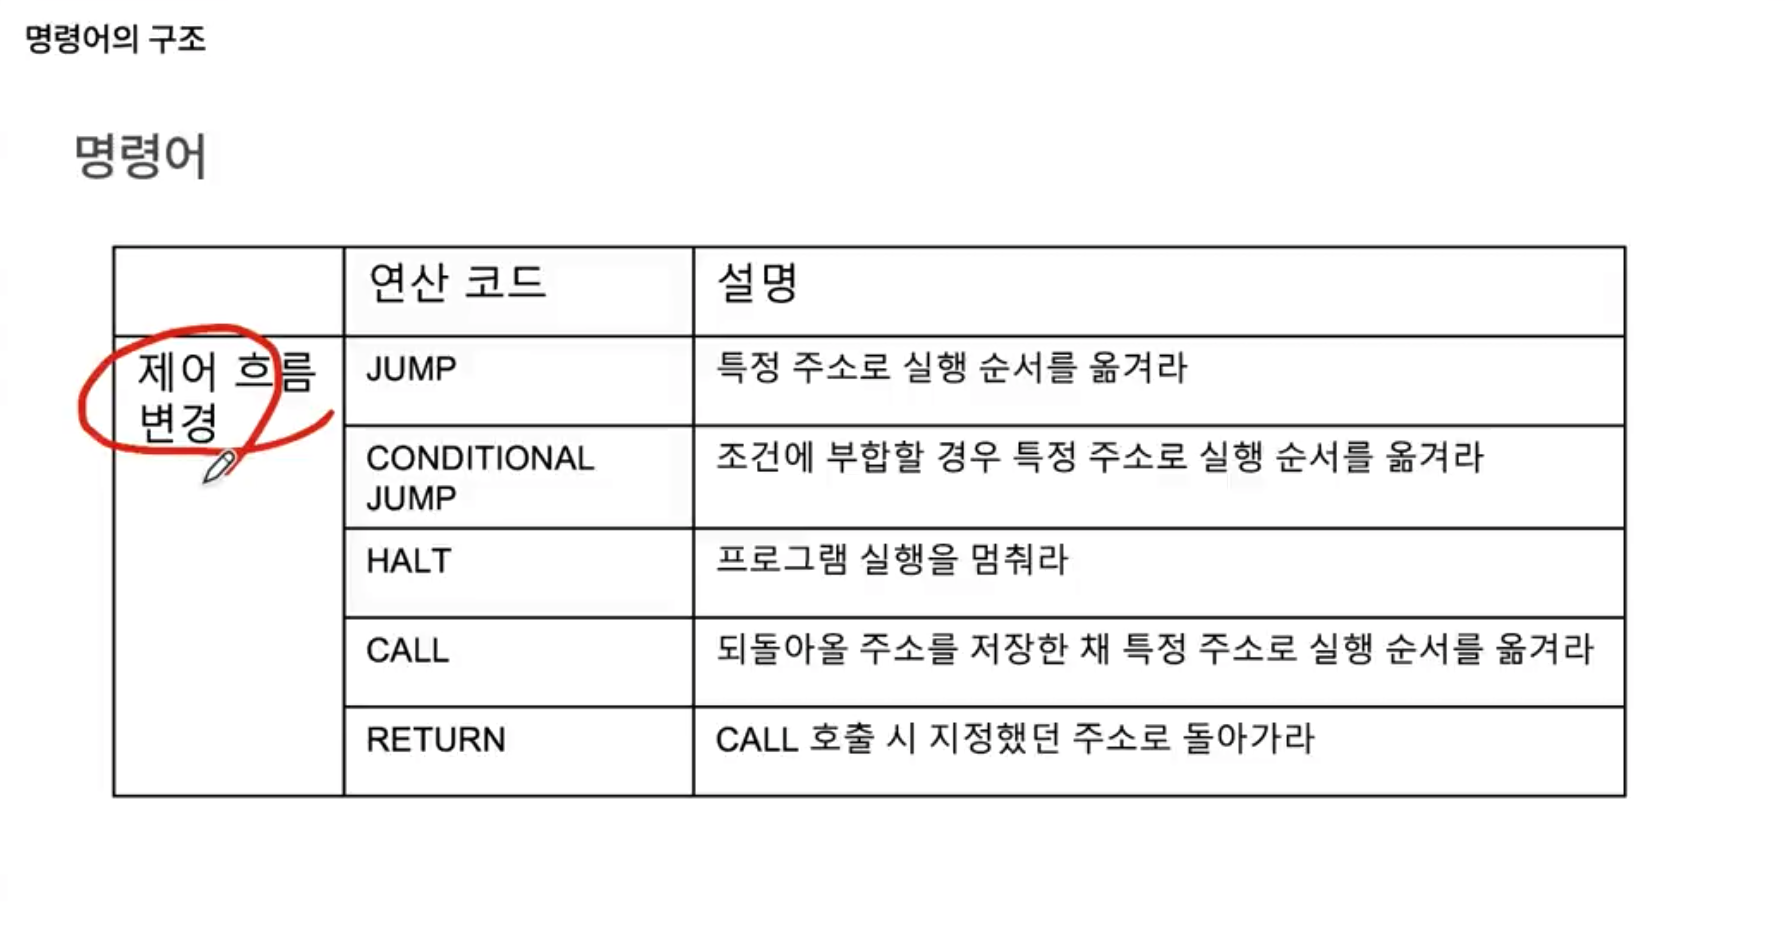 명령어의 구조
명령어
연산 코드
설명
제어 흐름
변경
JUMP
특정 주소로 실행 순서를 옮겨라
CONDITIONAL
JUMP
조건에 부합할 경우 특정 주소로 실행 순서를 옮겨라
HALT
프로그램 실행을 멈춰라
CALL
되돌아올 주소를 저장한 채 특정 주소로 실행 순서를 옮겨라
RETURN
CALL 호출 시 지정했던 주소로 돌아가라